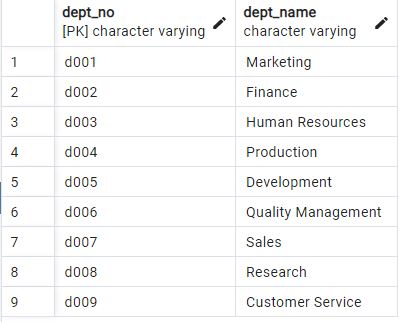 dept_no dept_name
[PK] character varying character varying
1 d001 Marketing
2 d002 Finance
3 d003 Human Resources
4 d004 Production
5 d005 Development
6 d006 Quality Management
7 d007 Sales
8 d008 Research
9 d009 Customer Service